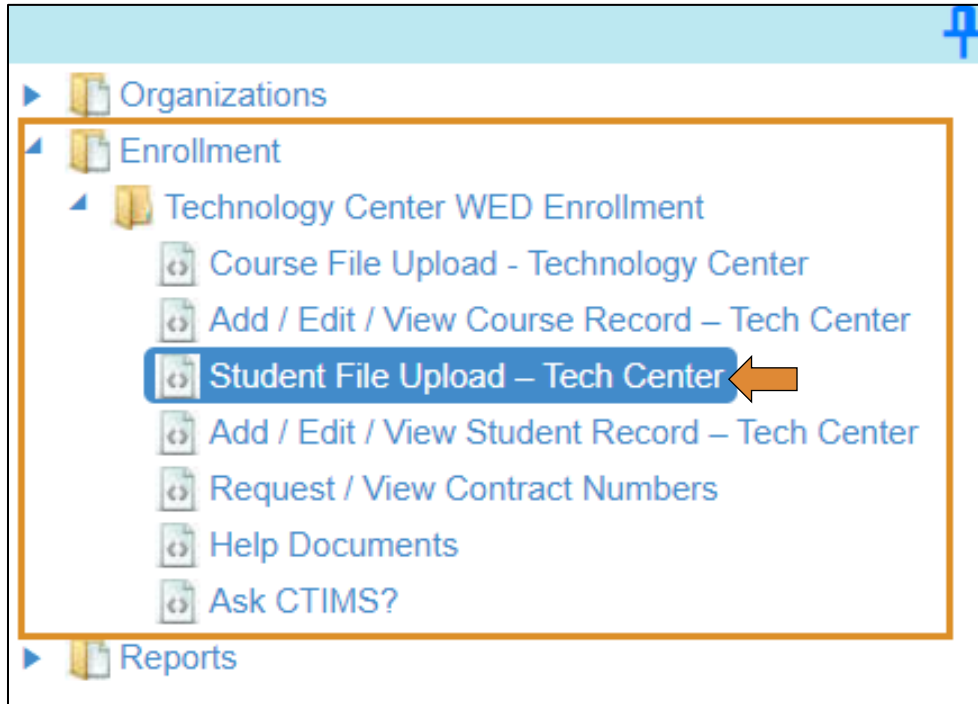 Organizations
Enrollment
Technology Center WED Enrollment
Course File Upload - Technology Center
Add / Edit / View Course Record – Tech Center
Student File Upload – Tech Center
Add / Edit / View Student Record – Tech Center
Request / View Contract Numbers
Help Documents
Ask CTIMS?
Reports